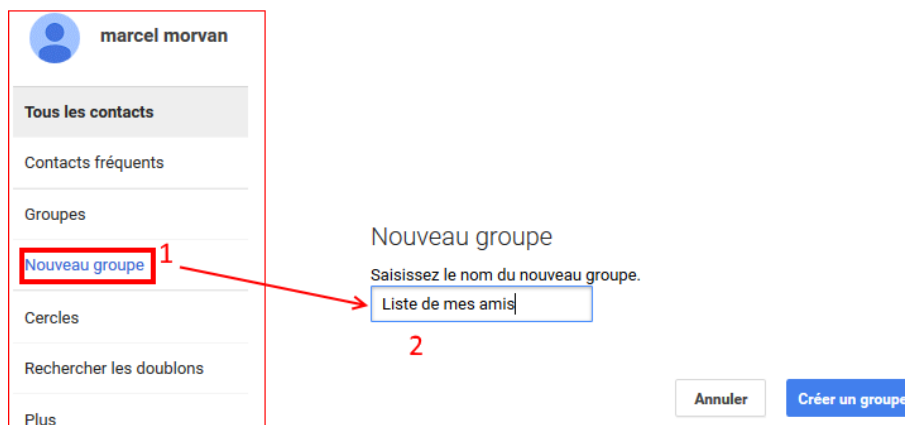 marcel morvan
Tous les contacts
Contacts fréquents
Groupes
Nouveau groupe
1
Cercles
Rechercher les doublons
Plus
Nouveau groupe
Saisissez le nom du nouveau groupe.
Liste de mes amis
2
Annuler
Créer un groupe